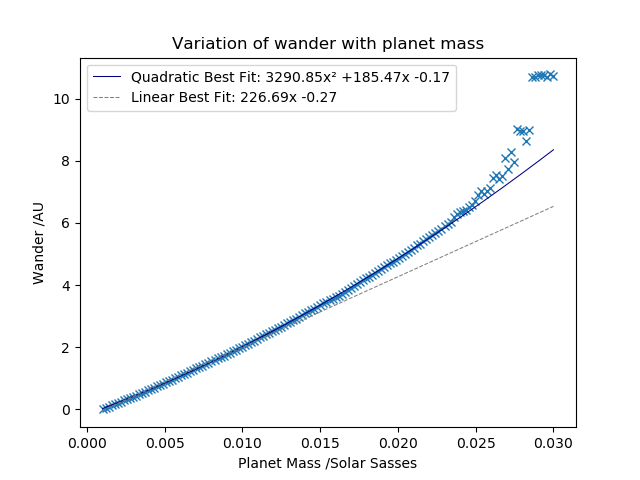 Variation of wander with planet mass
Quadratic Best Fit: 3290.85x² +185.47x -0.17
Linear Best Fit: 226.69x -0.27
10
8
6
4
2
0
Wander /AU
0.000 0.005 0.010 0.015 0.020 0.025 0.030
Planet Mass /Solar Sasses